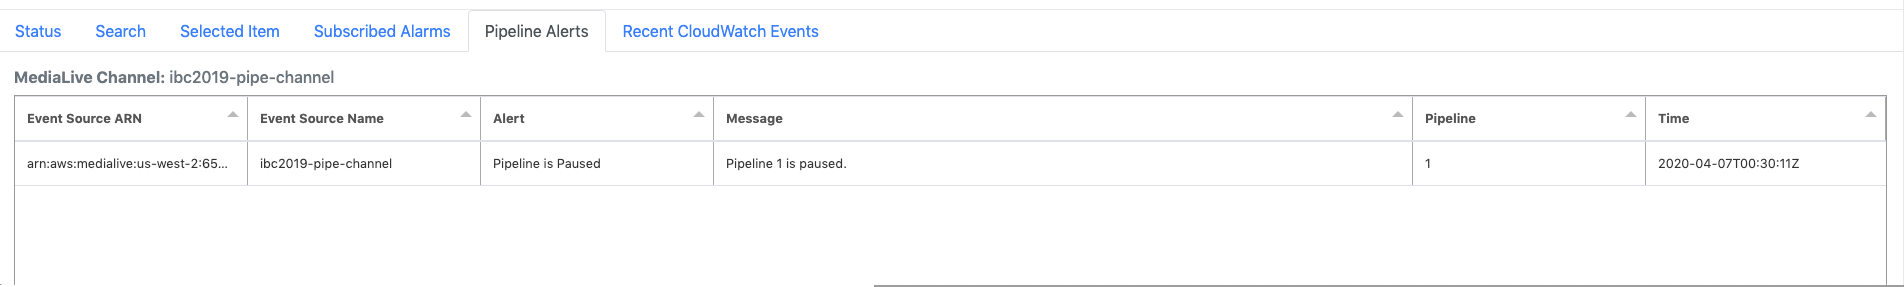 Status Search Selected Item Subscribed Alarms Pipeline Alerts Recent CloudWatch Events
MediaLive Channel: ibc2019-pipe-channel
Event Source ARN Event Source Name Alert Message Pipeline Time
arn:aws:medialive:us-west-2:65... ibc2019-pipe-channel Pipeline is Paused Pipeline 1 is paused. 1 2020-04-07T00:30:11Z